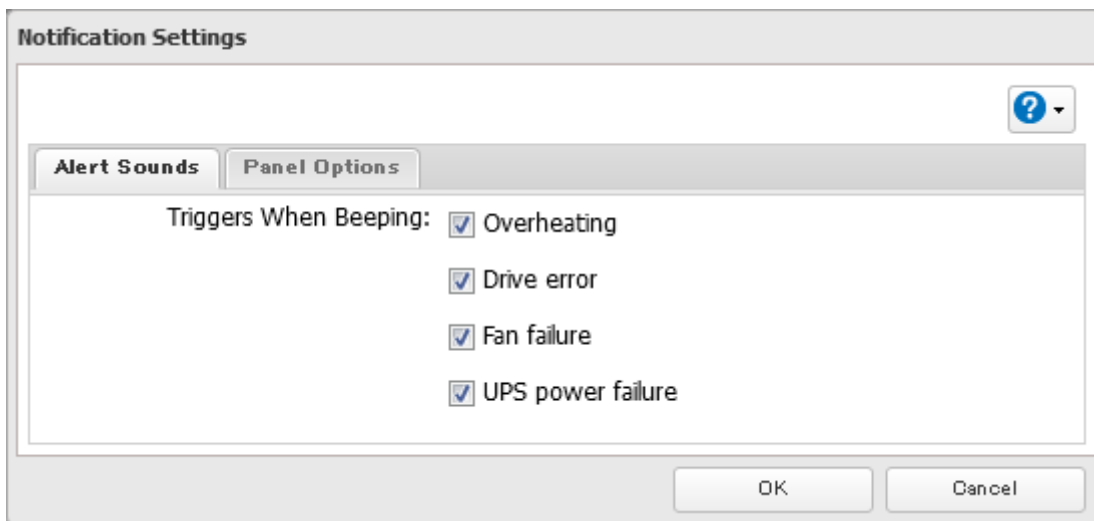 Notification Settings
?
Alert Sounds Panel Options
Triggers When Beeping: Overheating
Drive error
Fan failure
UPS power failure
OK Cancel